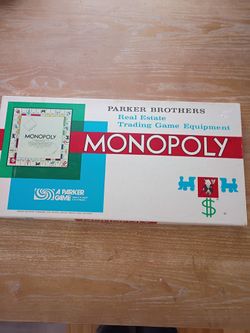 PARKER BROTHERS
Real Estate
Trading Game Equipment
MONOPOLY
MONOPOLY
A PARKER
GAME
$